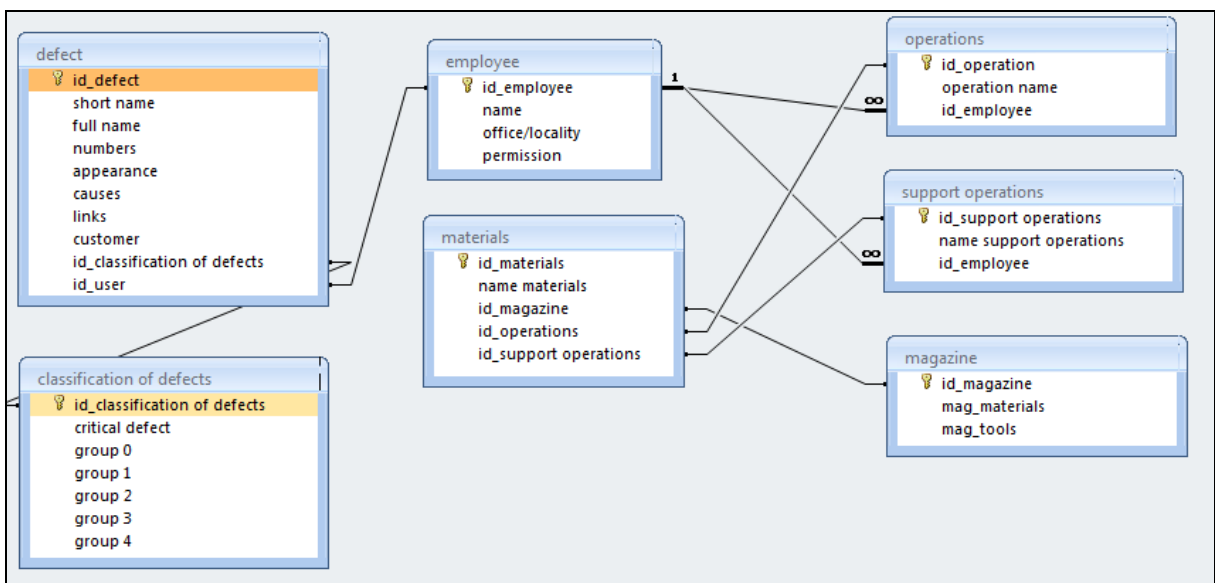 defect
id_defect
short name
full name
numbers
appearance
causes
links
customer
id_classification of defects
id_user
classification of defects
id_classification of defects
critical defect
group 0
group 1
group 2
group 3
group 4
employee
id_employee
name
office/locality
permission
materials
id_materials
name materials
id_magazine
id_operations
id_support operations
1
∞
∞
operations
id_operation
operation name
id_employee
support operations
id_support operations
name support operations
id_employee
magazine
id_magazine
mag_materials
mag_tools